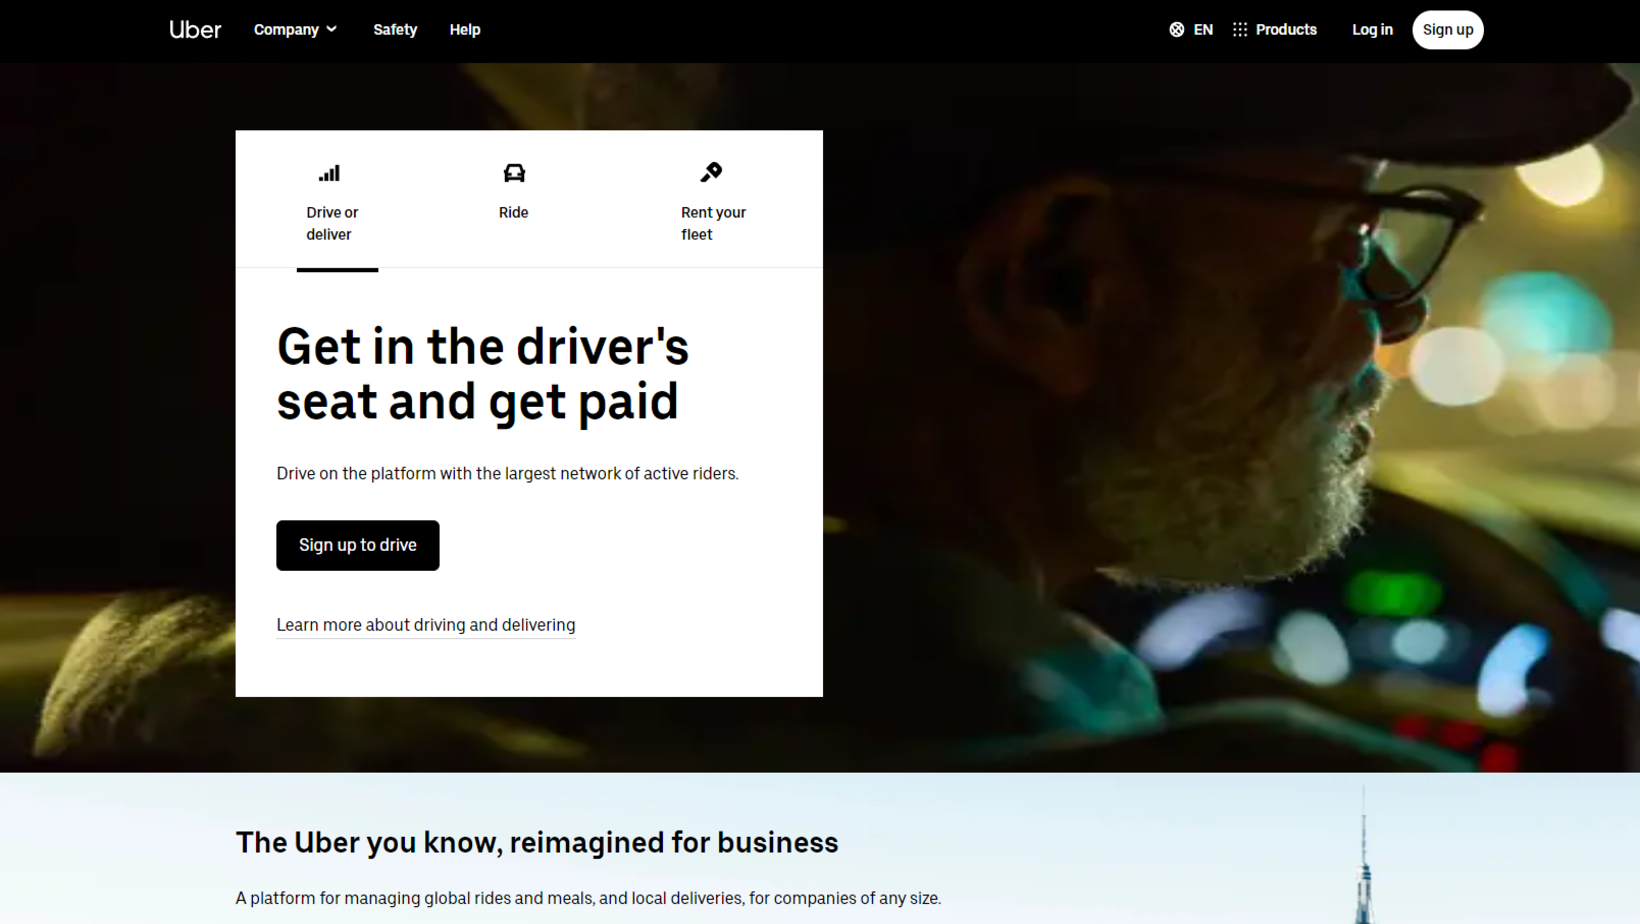 Uber Company Safety Help EN Products Log in Sign up
Drive or
deliver
Ride
Rent your
fleet
Get in the driver's
seat and get paid
Drive on the platform with the largest network of active riders.
Sign up to drive
Learn more about driving and delivering
The Uber you know, reimagined for business
A platform for managing global rides and meals, and local deliveries, for companies of any size.